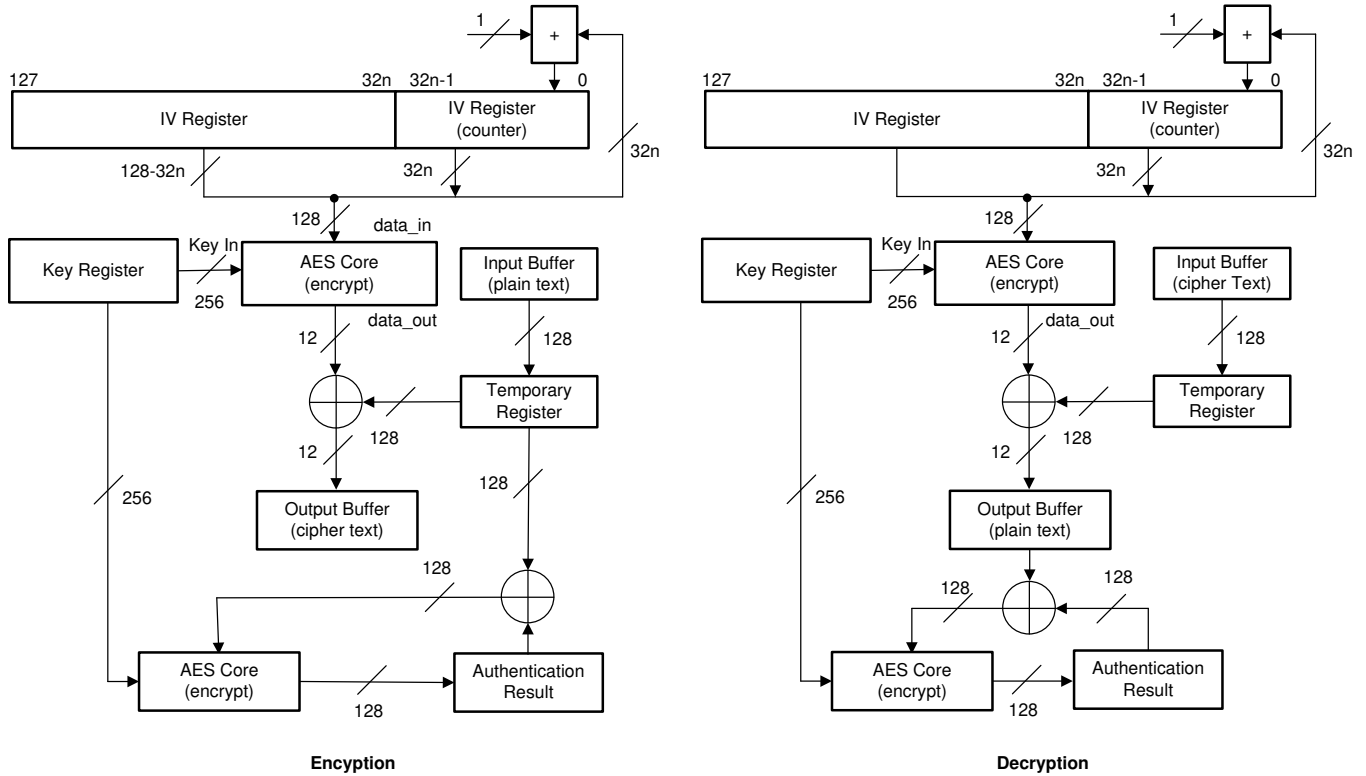 1
+
127
32n
32n-1
0
IV Register
IV Register
(counter)
128-32n
32n
32n
128
data_in
Key Register
Key In
256
AES Core
(encrypt)
Input Buffer
(plain text)
data_out
12
128
Temporary
Register
128
12
128
256
Output Buffer
(cipher text)
128
AES Core
(encrypt)
128
Authentication
Result
Encyption
1
+
127
32n
32n-1
0
IV Register
IV Register
(counter)
32n
32n
128
Key Register
Key In
256
AES Core
(encrypt)
Input Buffer
(cipher Text)
data_out
12
128
Temporary
Register
128
12
256
Output Buffer
(plain text)
128
128
AES Core
(encrypt)
128
Authentication
Result
Decryption